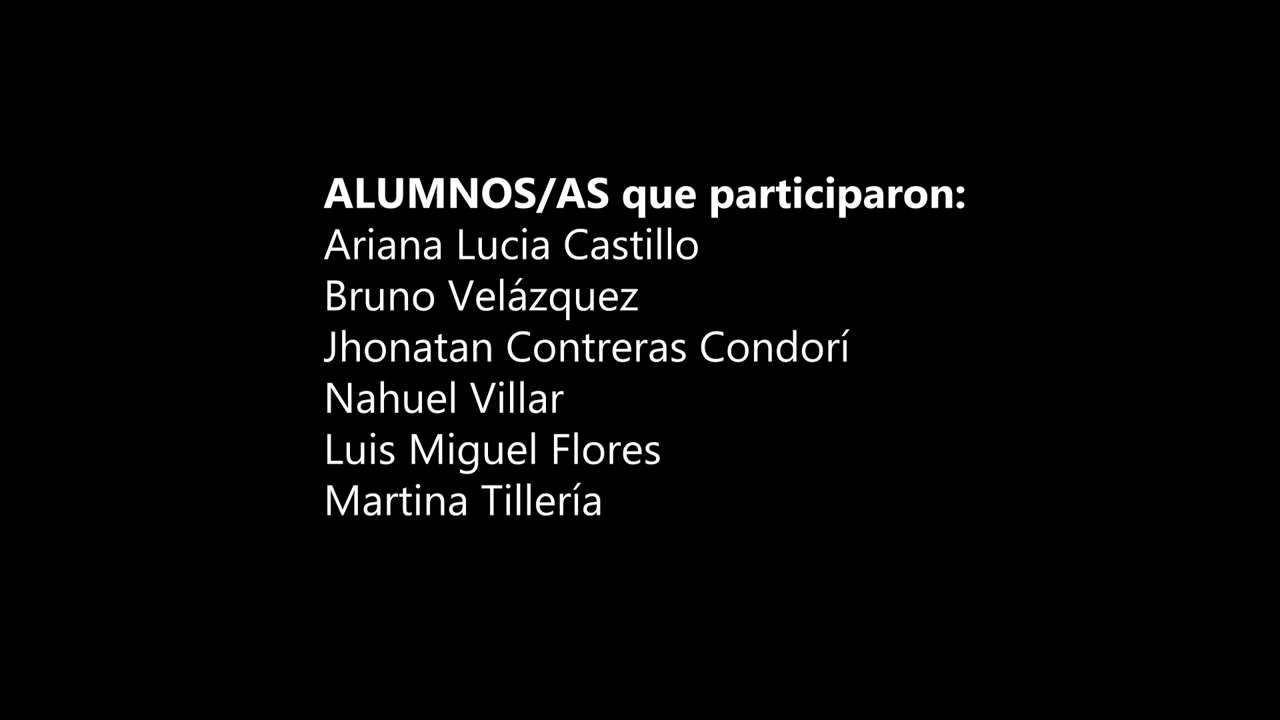 ALUMNOS/AS que participaron:
Ariana Lucia Castillo
Bruno Velázquez
Jhonatan Contreras Condorí
Nahuel Villar
Luis Miguel Flores
Martina Tillería